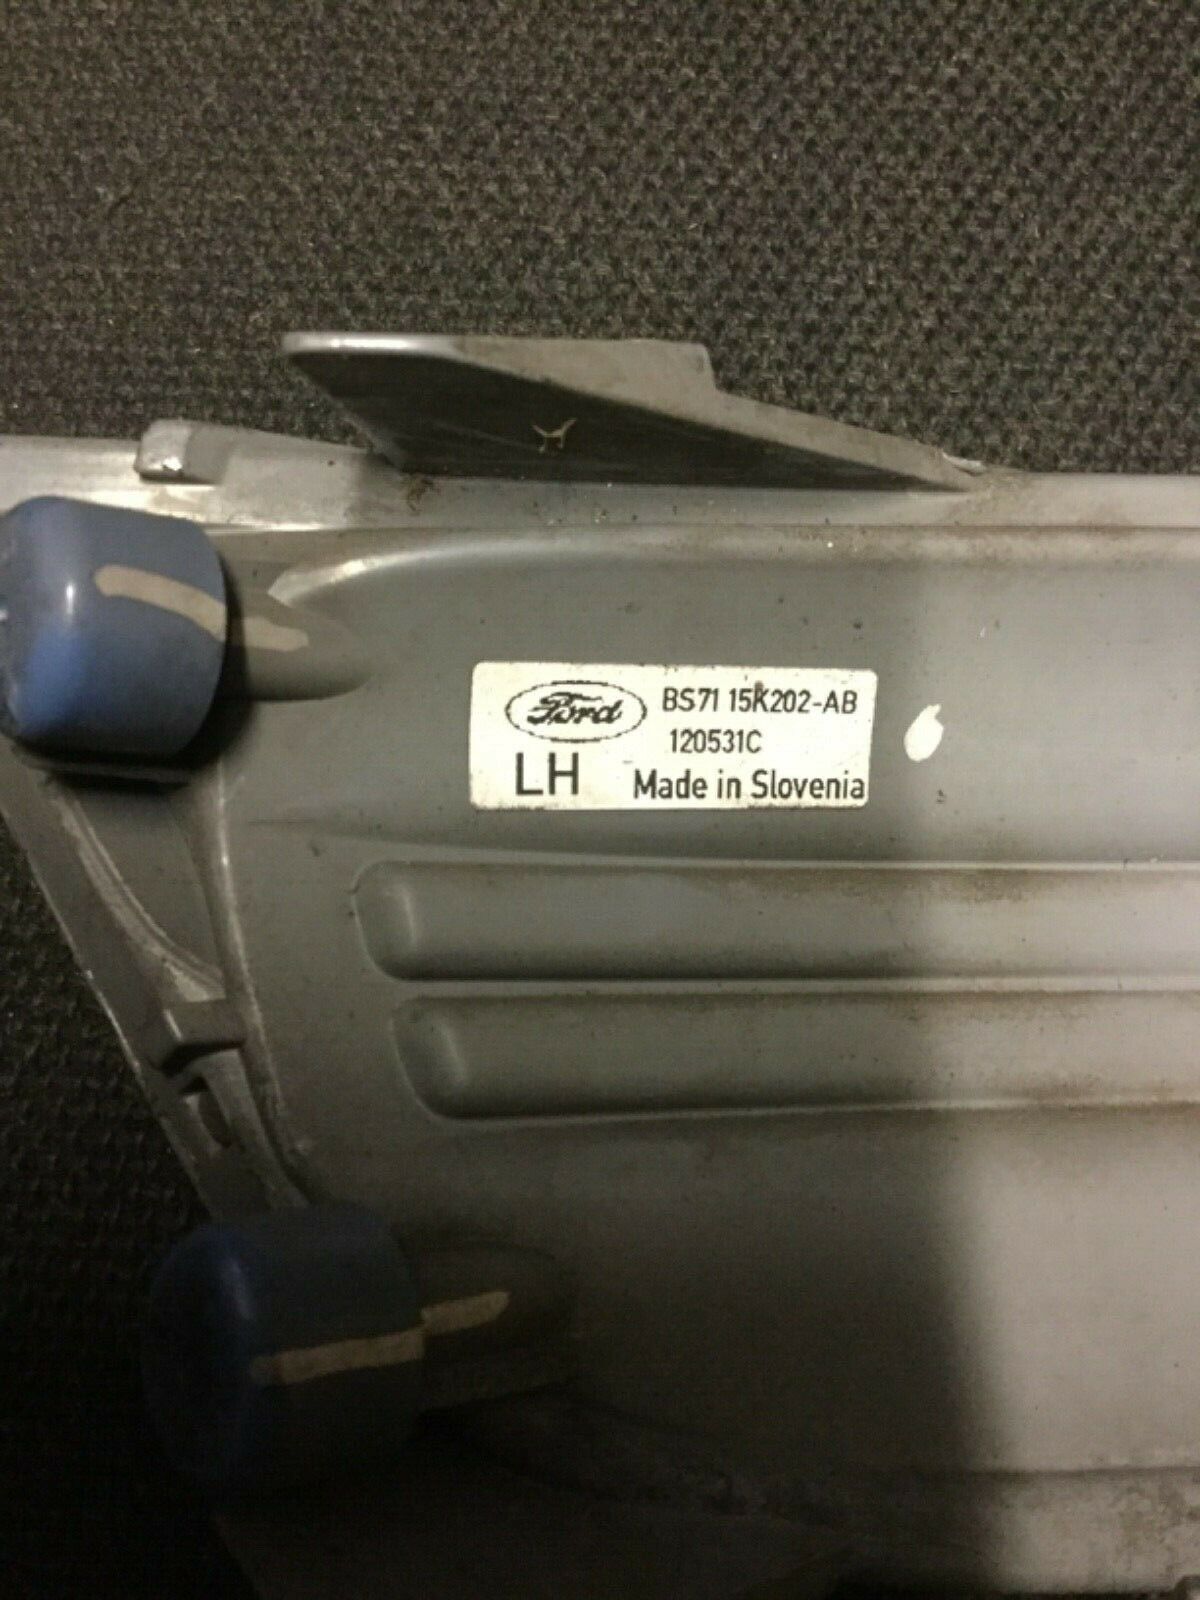 Ford BS71 15K202-AB
120531C
LH Made in Slovenia